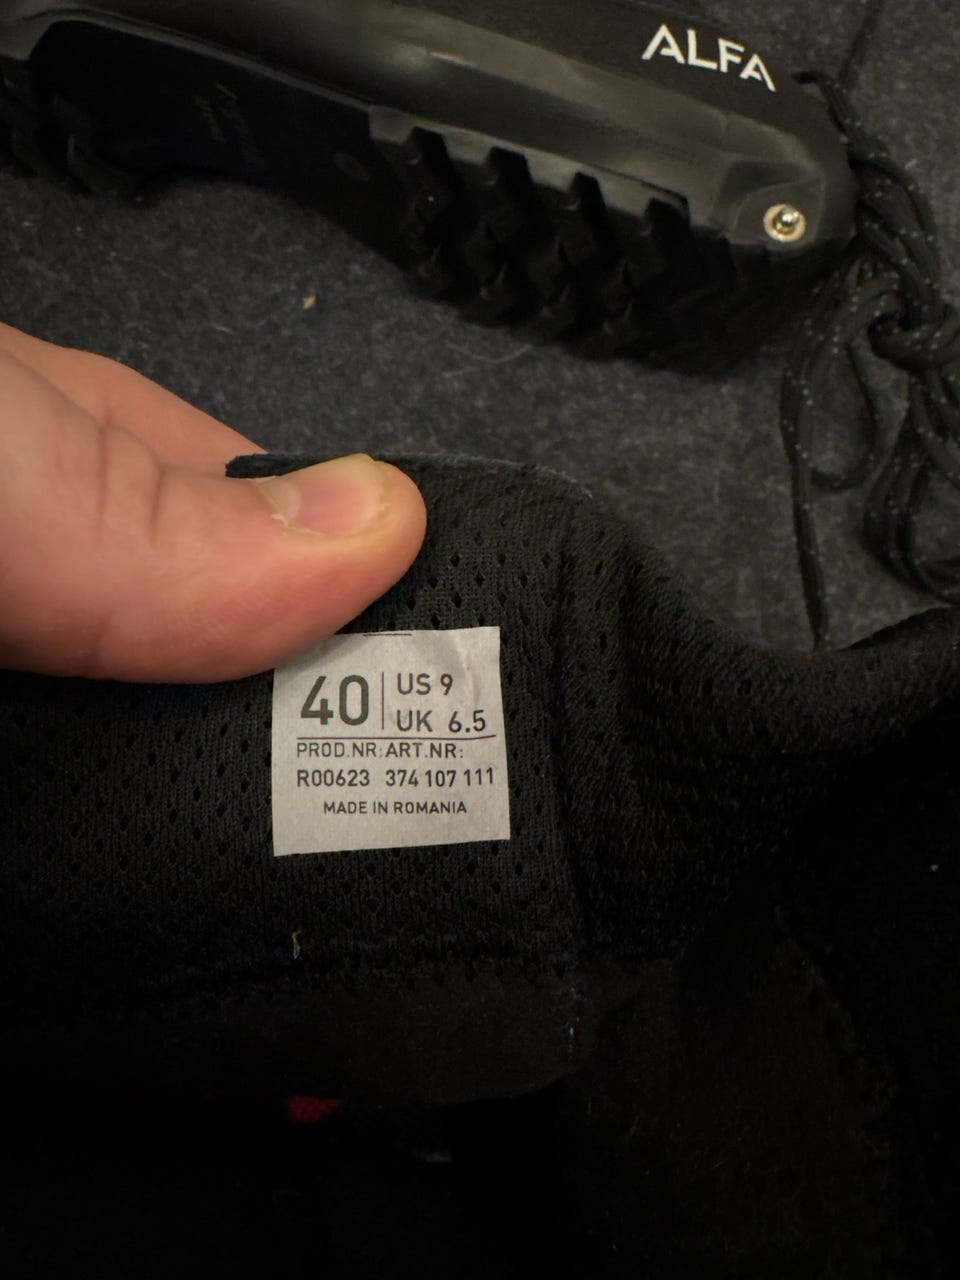 ALFA
40
US 9
UK 6.5
PROD.NR: ART.NR:
R00623 374 107 111
MADE IN ROMANIA